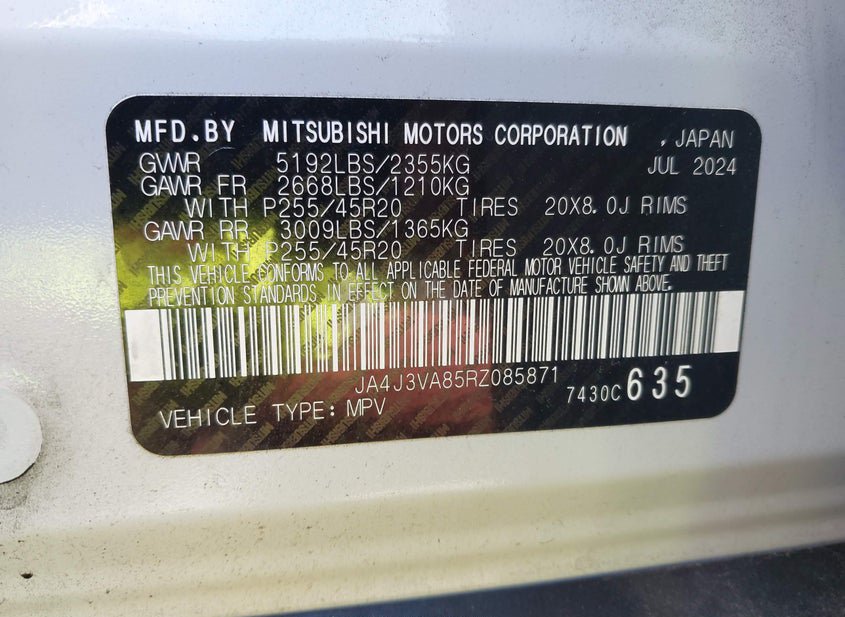 MFD.BY MITSUBISHI MOTORS CORPORATION , JAPAN
GWWR 5192LBS/2355KG JUL 2024
GAWR FR 2668LBS/1210KG
WITH P255/45R20 TIRES 20X8.0J RIMS
GAWR RR 3009LBS/1365KG
WITH P255/45R20 TIRES 20X8.0J RIMS
THIS VEHICLE CONFORMS TO ALL APPLICABLE FEDERAL MOTOR VEHICLE SAFETY AND THEFT
PREVENTION STANDARDS IN EFFECT ON THE DATE OF MANUFACTURE SHOWN ABOVE.
JA4J3VA85RZ085871
VEHICLE TYPE: MPV 7430C 635